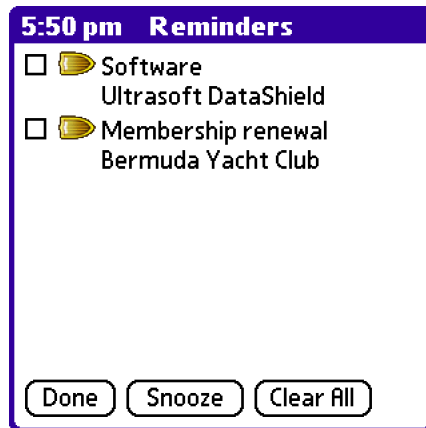 5:50 pm Reminders
Software
Ultrasoft DataShield
Membership renewal
Bermuda Yacht Club
Done Snooze Clear All